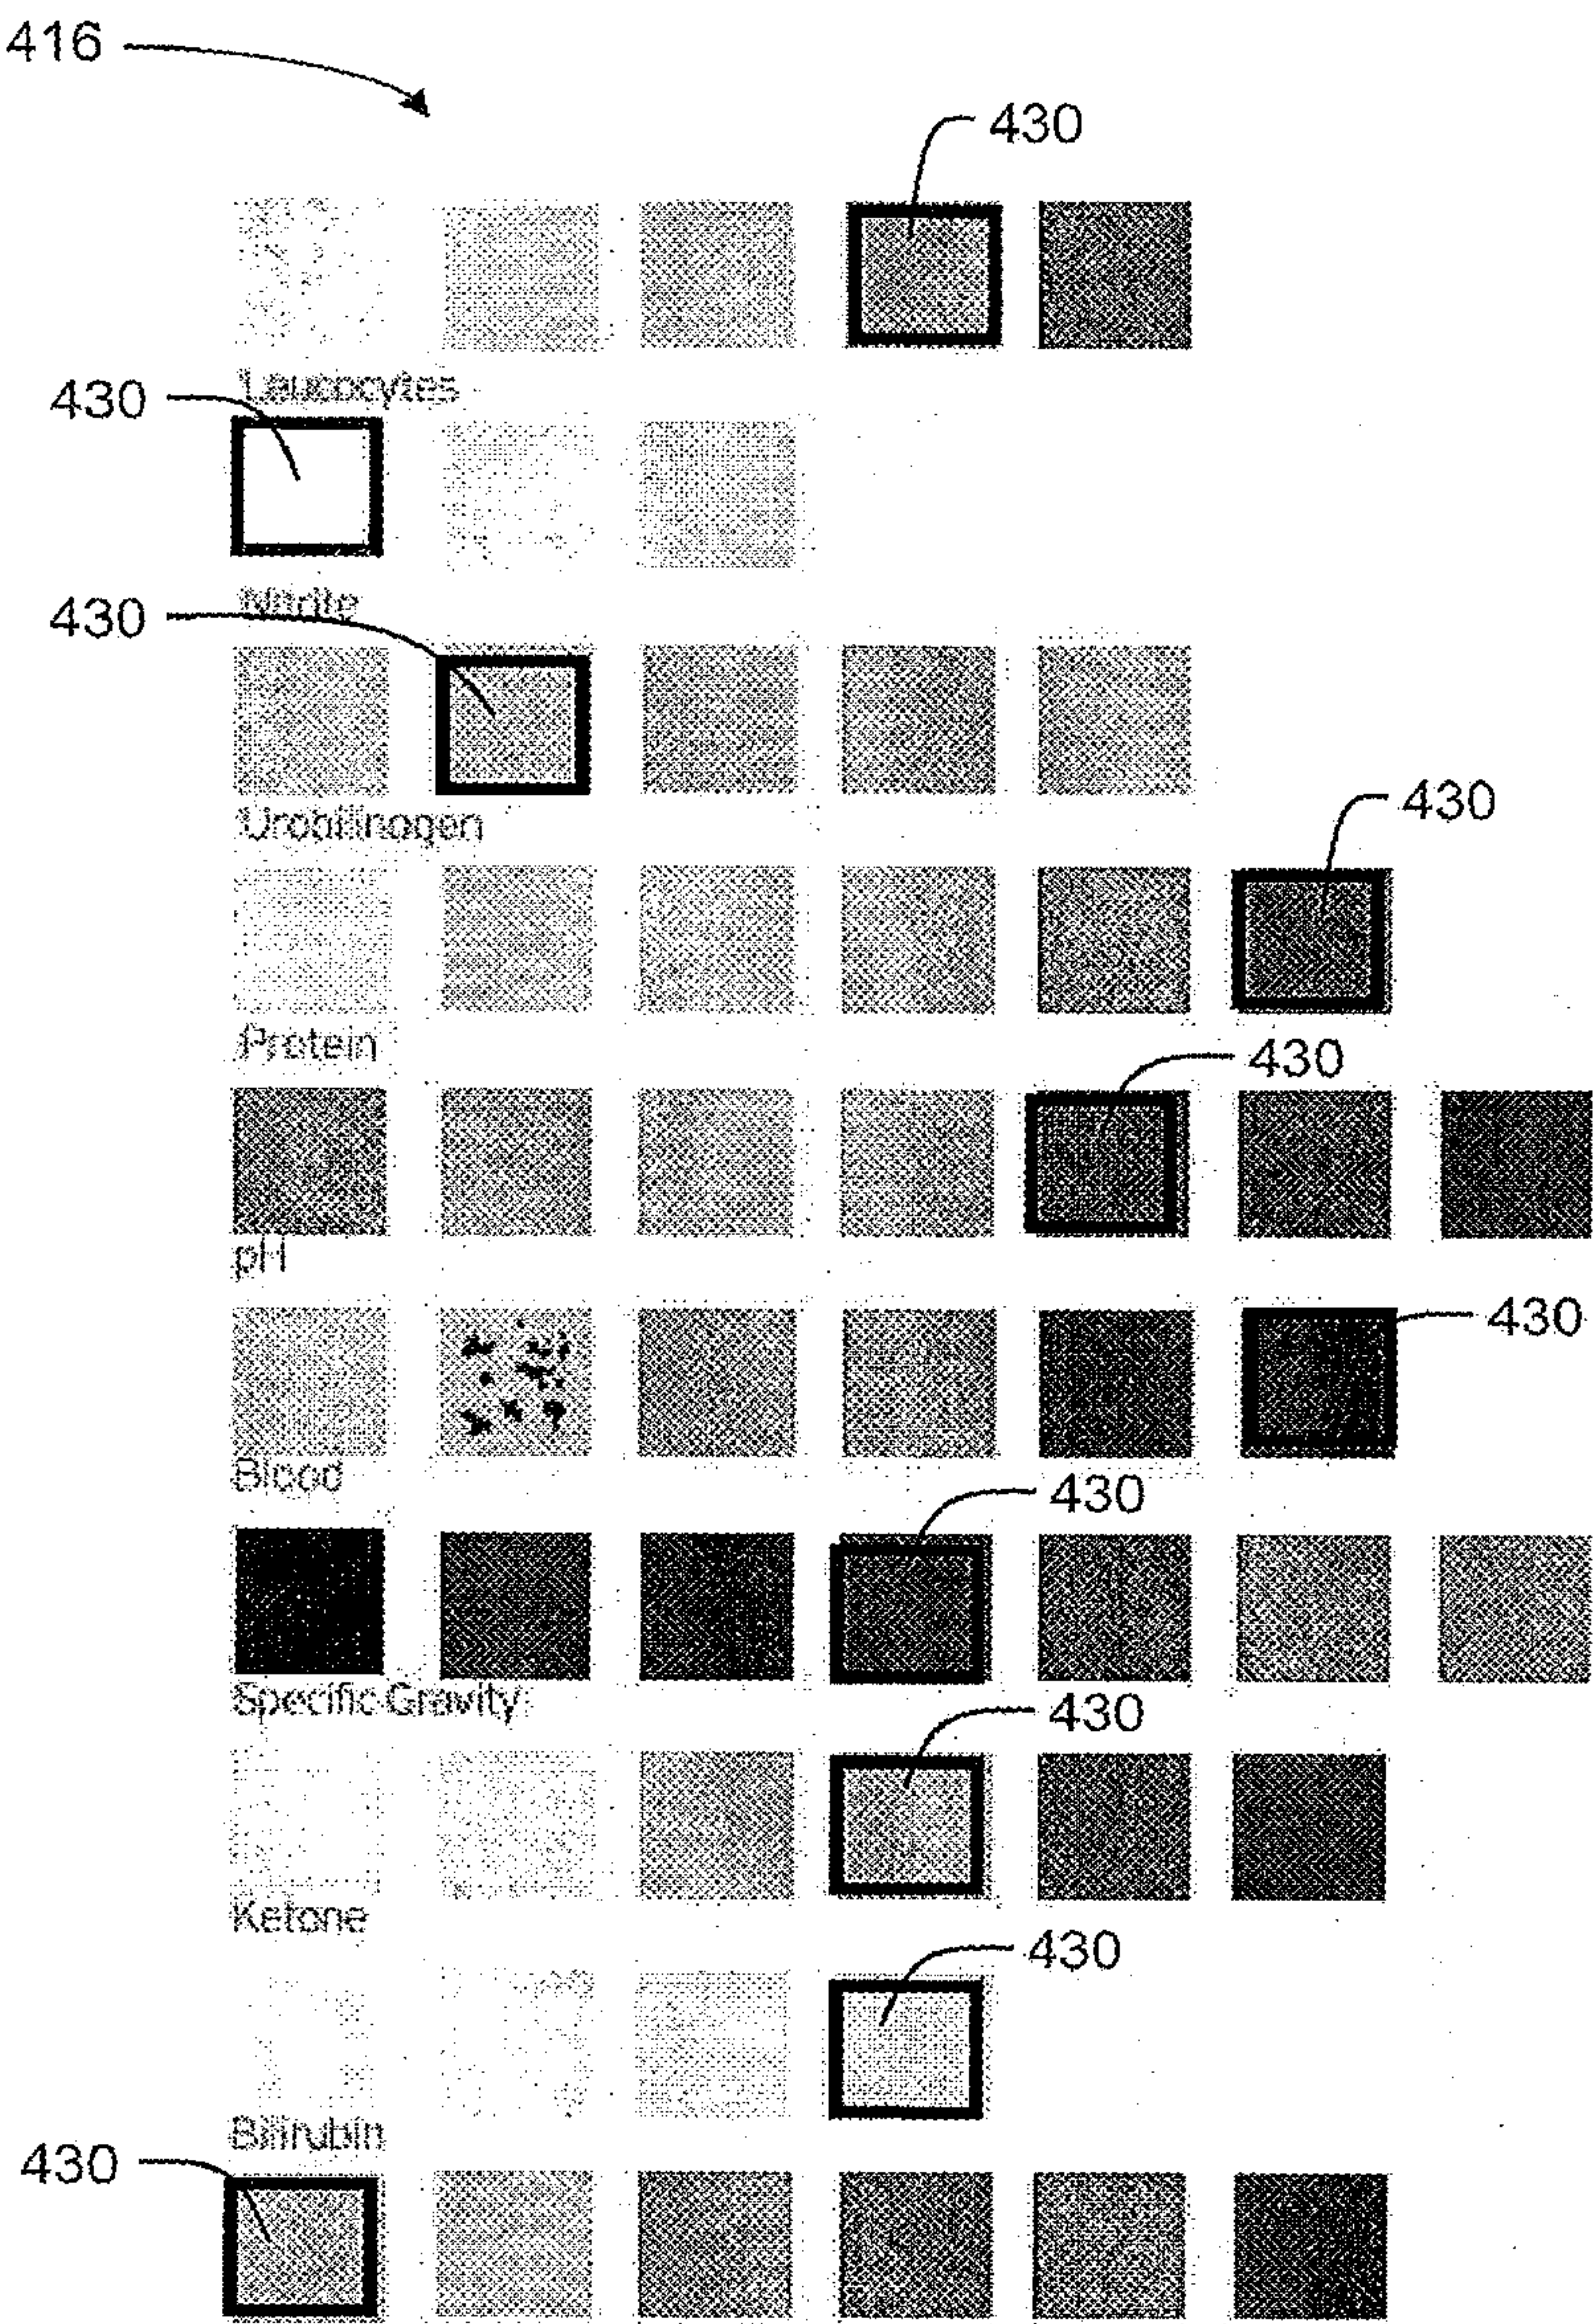 416
430
Leucocytes
430
Nitrite
430
Urobilinogen
430
Protein
430
pH
430
Blood
430
Specific Gravity
430
Ketone
430
Bilirubin
430